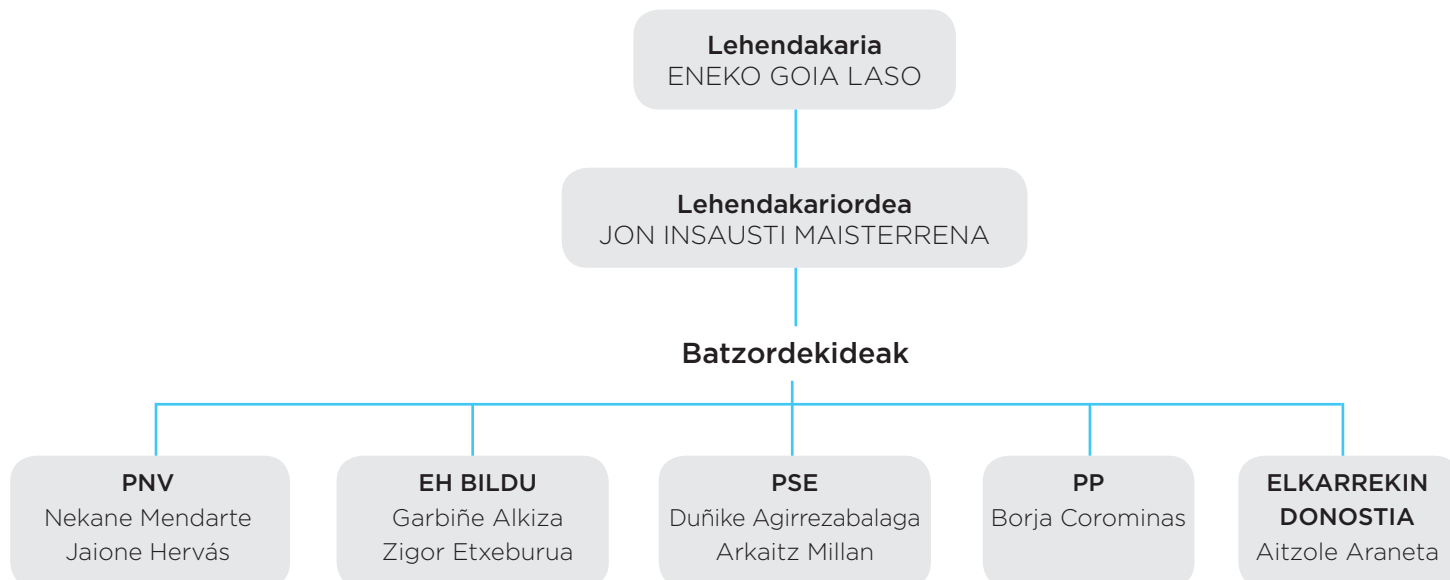 Lehendakaria
ENEKO GOIA LASO
Lehendakariordea
JON INSAUSTI MAISTERRENA
Batzordekideak
PNV
Nekane Mendarte
Jaione Hervás
EH BILDU
Garbiñe Alkiza
Zigor Etxeburua
PSE
Duñike Agirrezabalaga
Arkaitz Millan
PP
Borja Corominas
ELKARREKIN
DONOSTIA
Aitzole Araneta